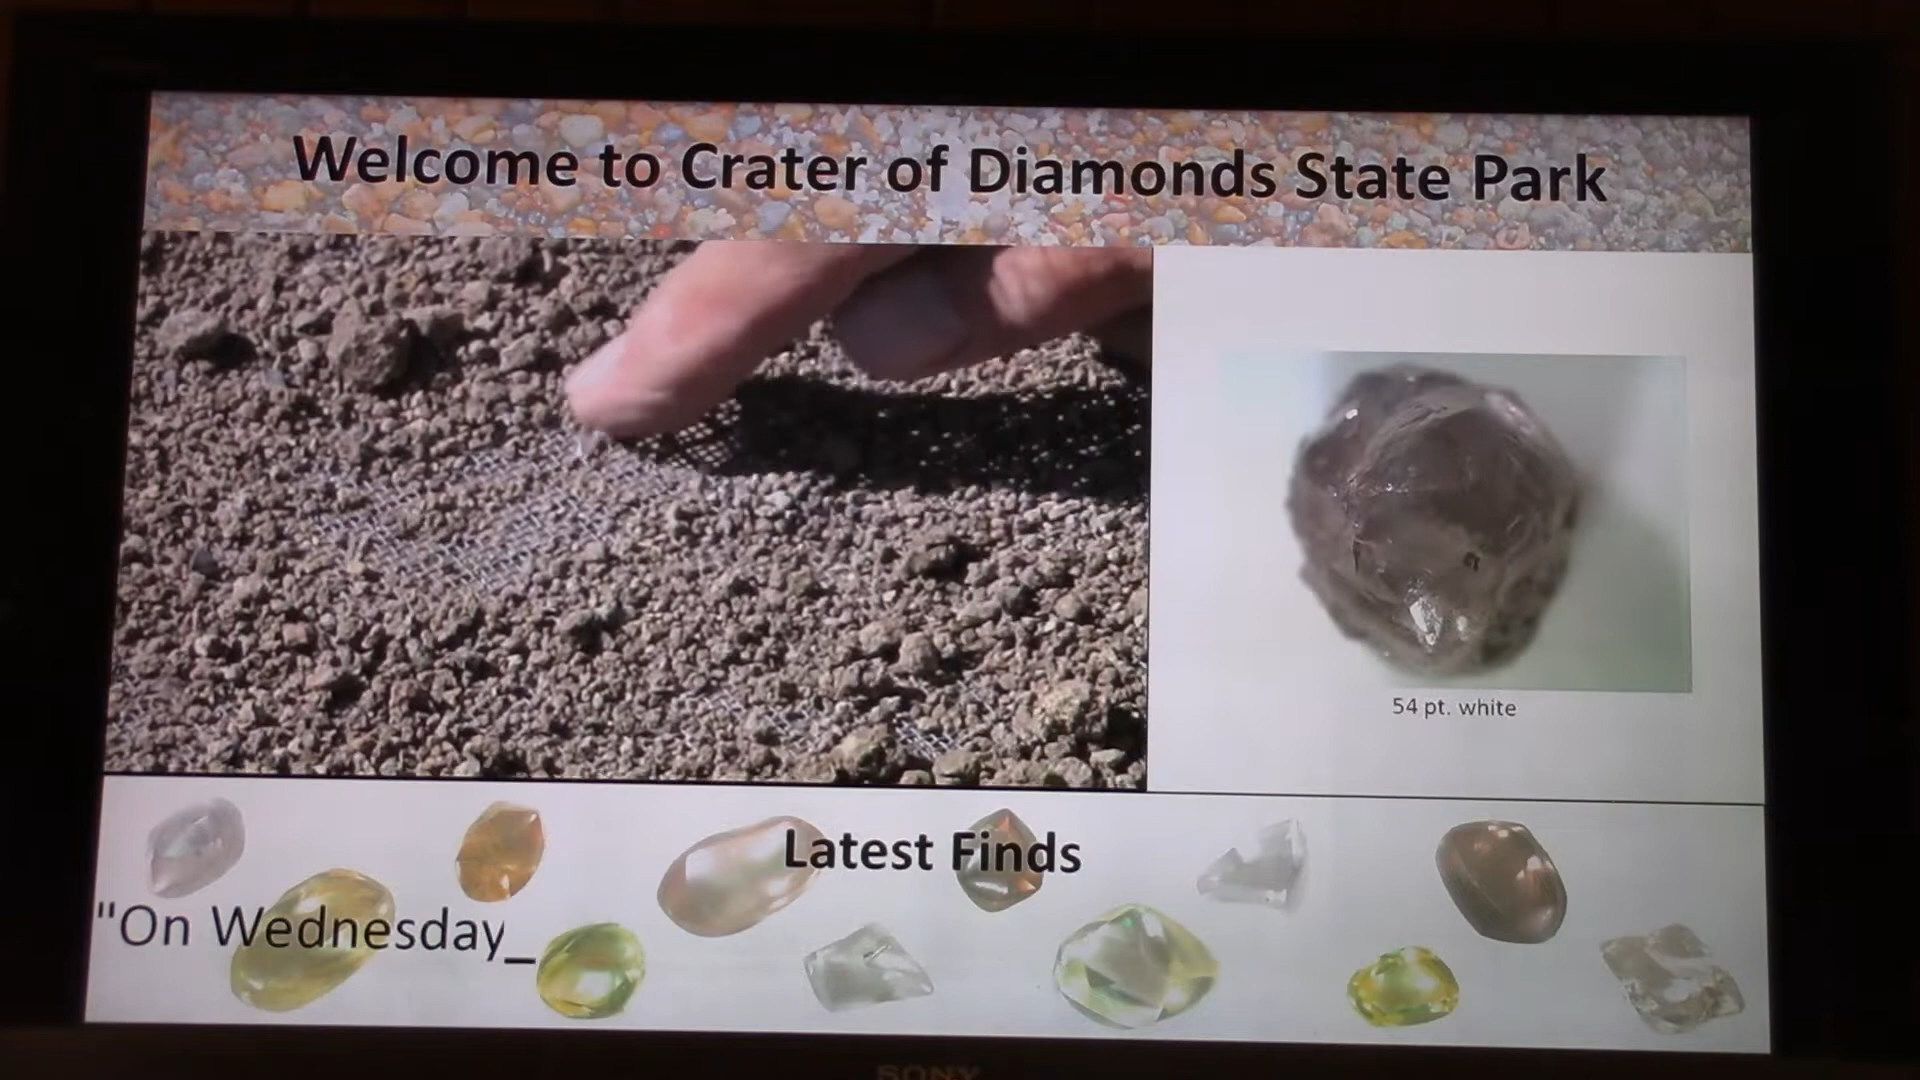 Welcome to Crater of Diamonds State Park
54 pt. white
Latest Finds
"On Wednesday_
SONY